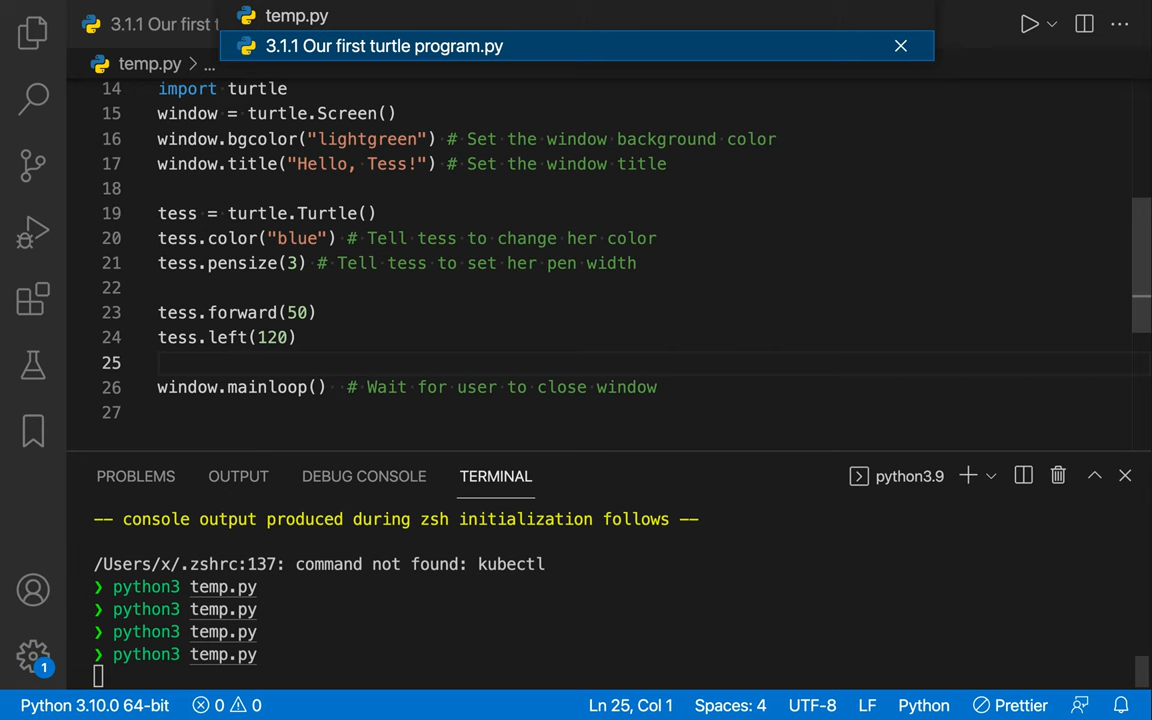 3.1.1 Our first t
temp.py
3.1.1 Our first turtle program.py
temp.py > ...
14 import turtle
15 window = turtle.Screen()
16 window.bgcolor("lightgreen") # Set the window background color
17 window.title("Hello, Tess!") # Set the window title
18
19 tess = turtle.Turtle()
20 tess.color("blue") # Tell tess to change her color
21 tess.pensize(3) # Tell tess to set her pen width
22
23 tess.forward(50)
24 tess.left(120)
25
26 window.mainloop()  # Wait for user to close window
27
PROBLEMS OUTPUT DEBUG CONSOLE TERMINAL python3.9
-- console output produced during zsh initialization follows --
/Users/x/.zshrc:137: command not found: kubectl
❯ python3 temp.py
❯ python3 temp.py
❯ python3 temp.py
❯ python3 temp.py
1
Python 3.10.0 64-bit 0 0 Ln 25, Col 1 Spaces: 4 UTF-8 LF Python Prettier